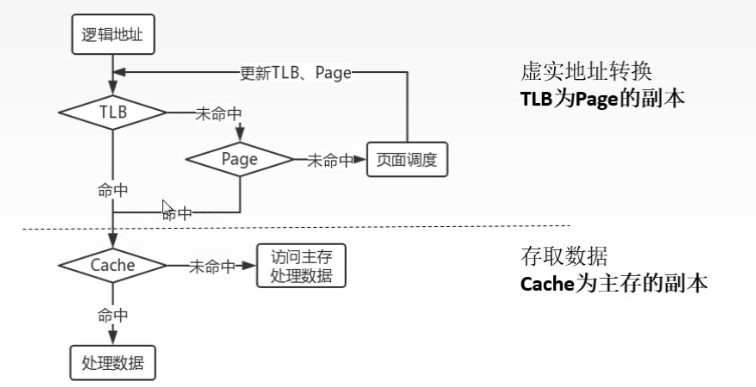 逻辑地址
更新TLB、Page
虚实地址转换
TLB为Page的副本
TLB
未命中
Page
未命中
页面调度
命中
命中
Cache
未命中
访问主存
处理数据
存取数据
Cache为主存的副本
命中
处理数据